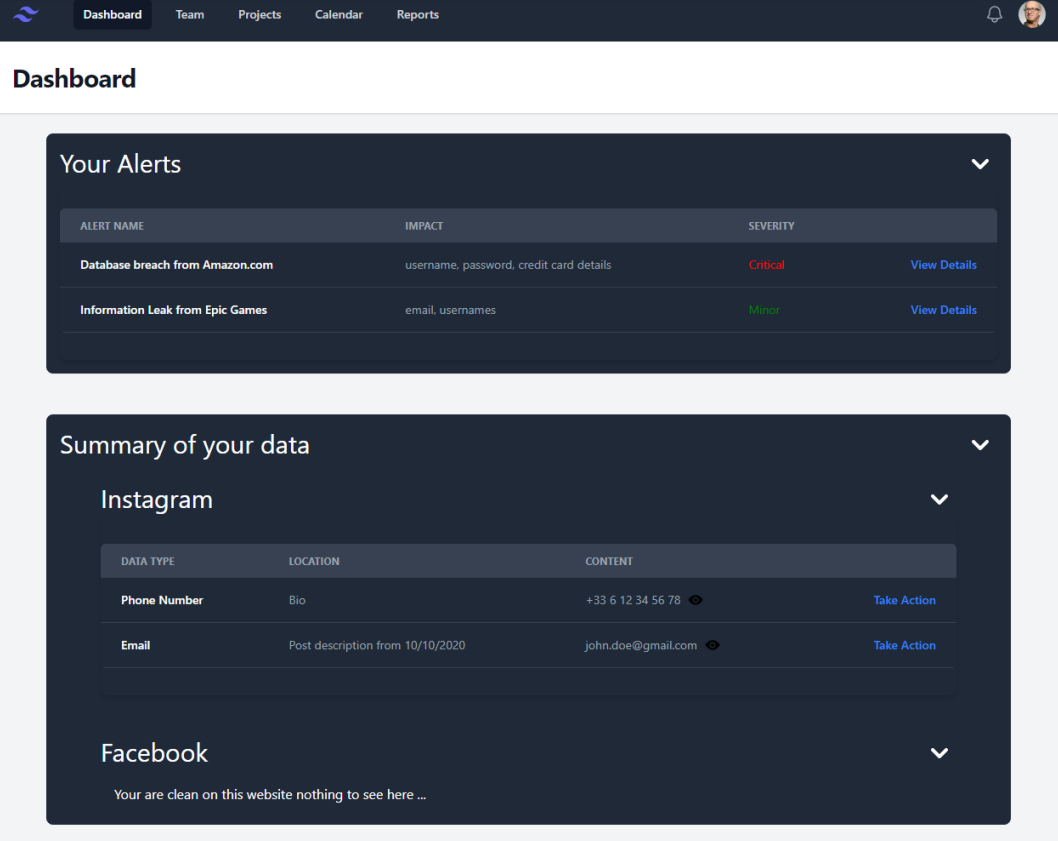 Dashboard Team Projects Calendar Reports
Dashboard
Your Alerts
ALERT NAME IMPACT SEVERITY
Database breach from Amazon.com username, password, credit card details Critical View Details
Information Leak from Epic Games email, usernames Minor View Details
Summary of your data
Instagram
DATA TYPE LOCATION CONTENT
Phone Number Bio +33 6 12 34 56 78 Take Action
Email Post description from 10/10/2020 john.doe@gmail.com Take Action
Facebook
Your are clean on this website nothing to see here ...